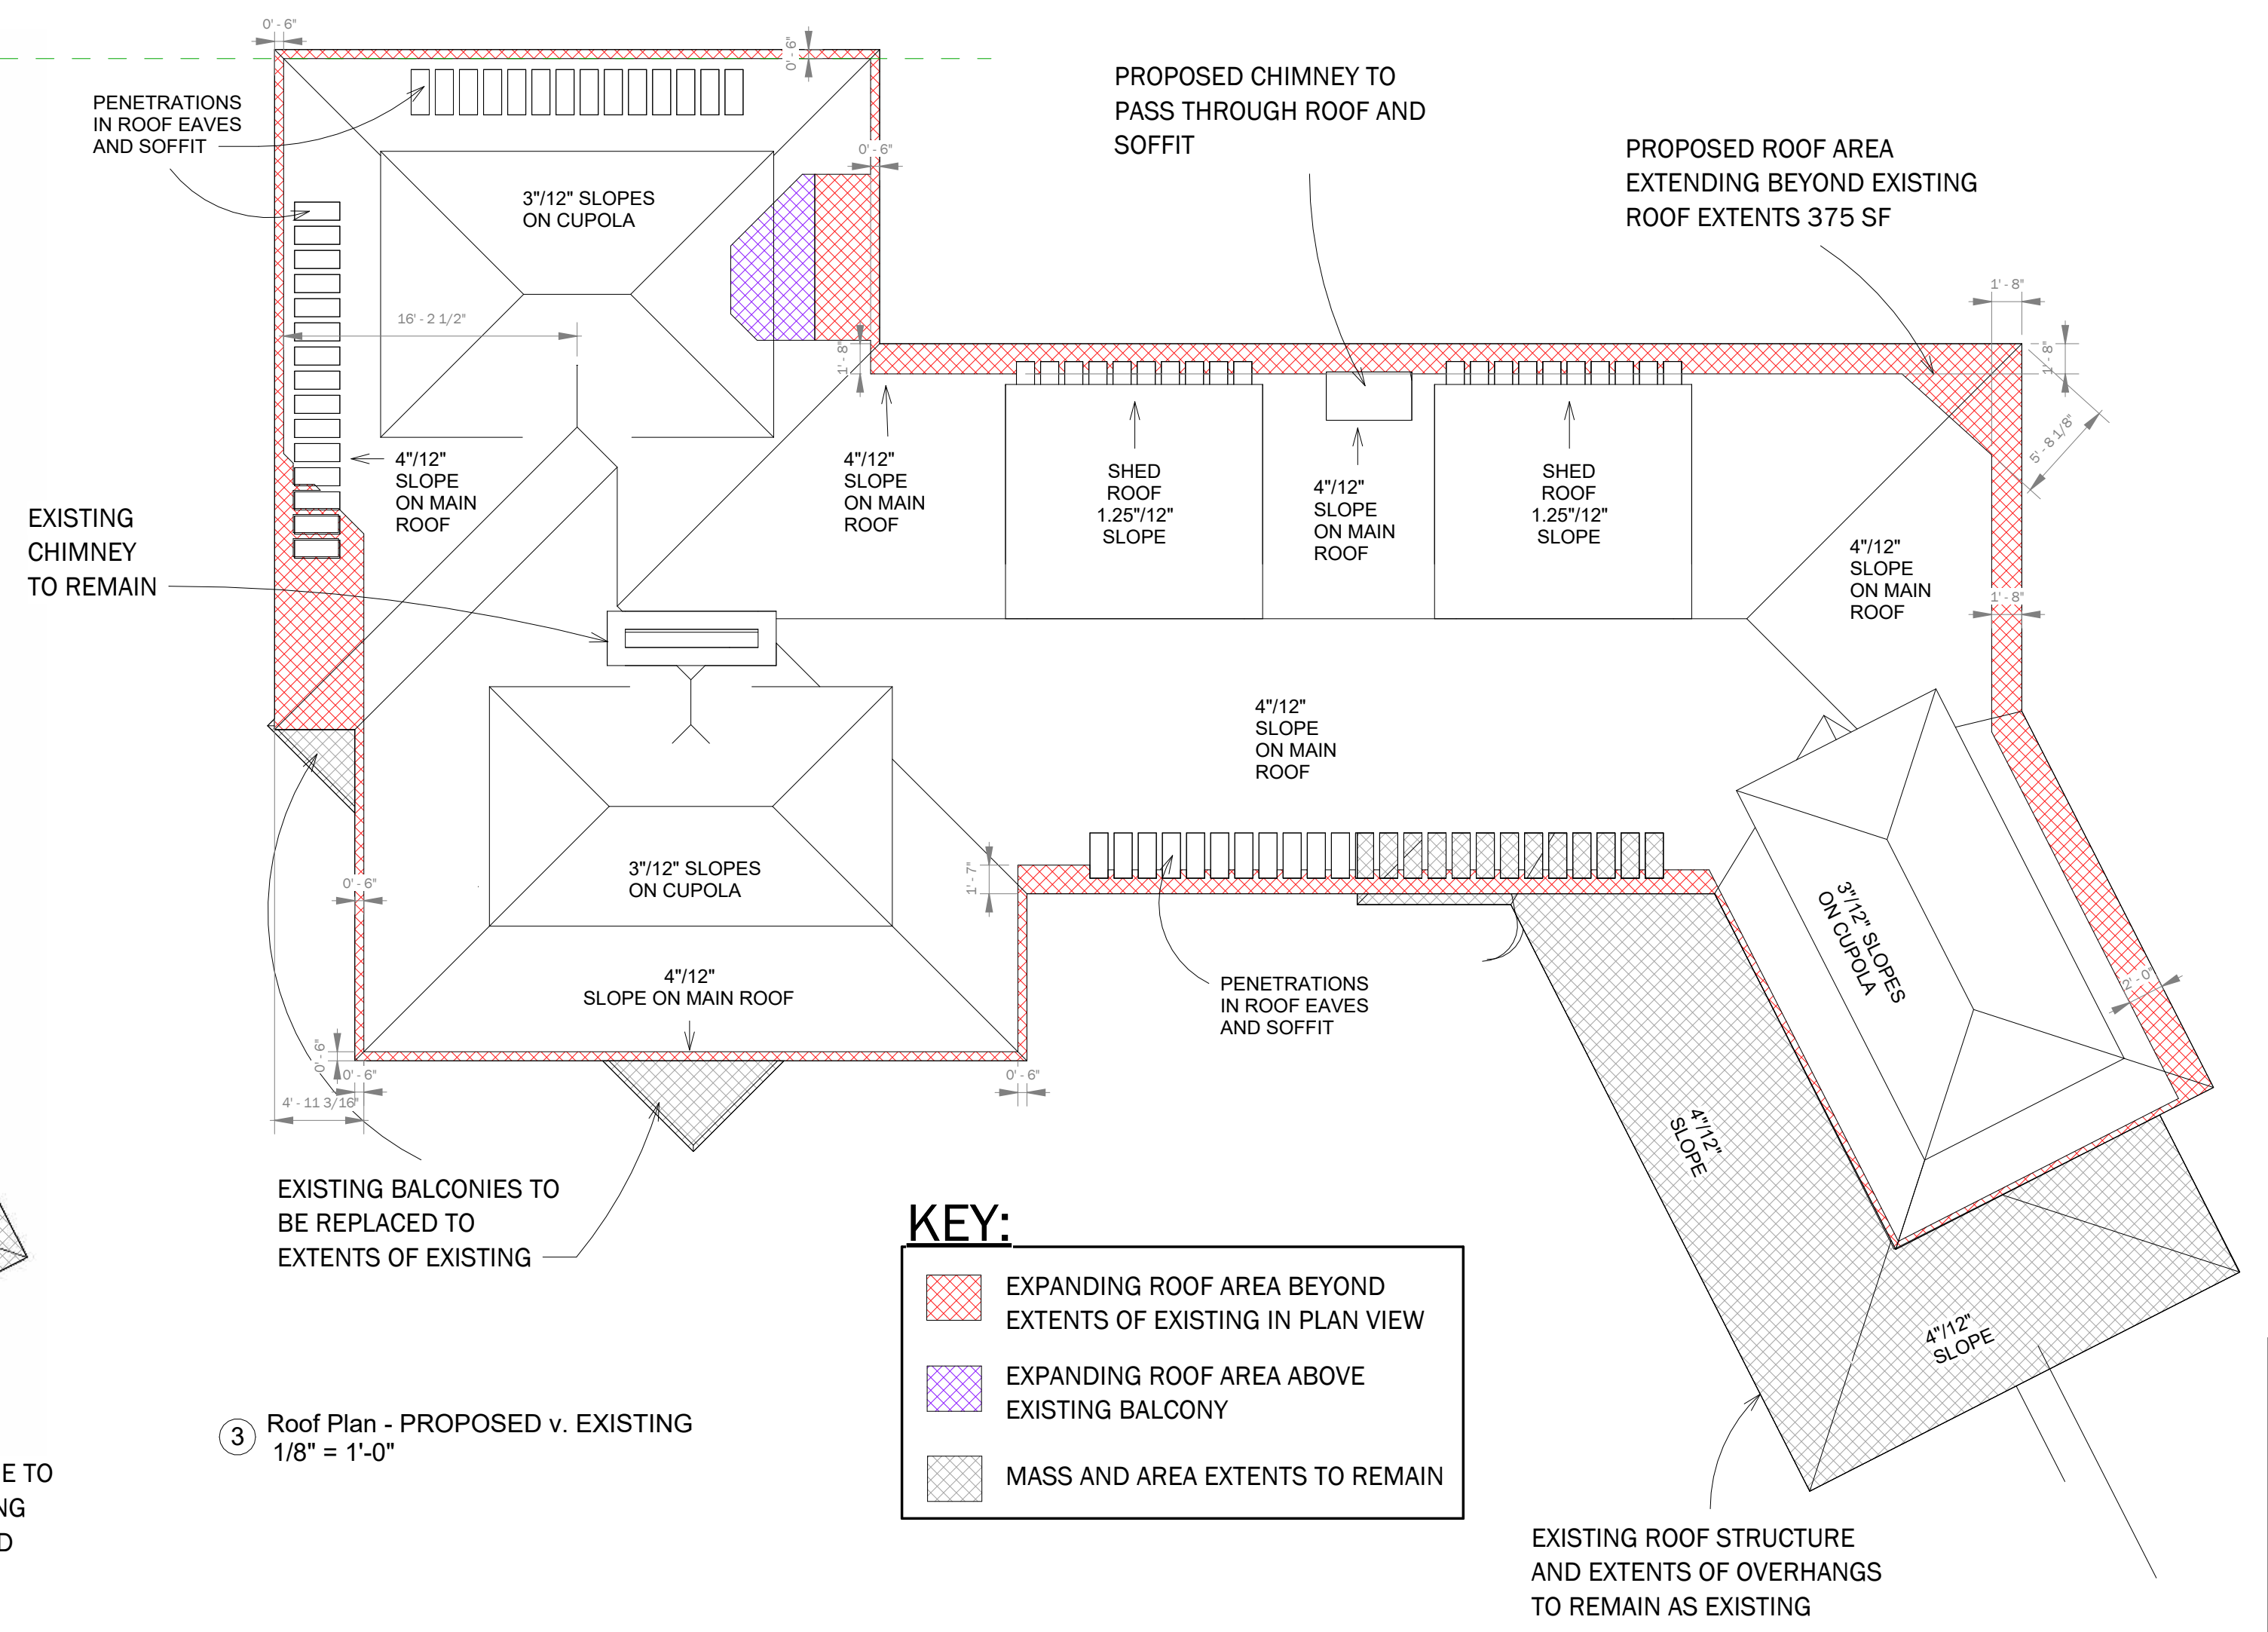 0' - 6"
0' - 6"
PENETRATIONS
IN ROOF EAVES
AND SOFFIT
PROPOSED CHIMNEY TO
PASS THROUGH ROOF AND
SOFFIT
PROPOSED ROOF AREA
EXTENDING BEYOND EXISTING
ROOF EXTENTS 375 SF
0' - 6"
3"/12" SLOPES
ON CUPOLA
16' - 2 1/2"
1' - 8"
1' - 8"
1' - 8"
5' - 8 1/8"
4"/12"
SLOPE
ON MAIN
ROOF
4"/12"
SLOPE
ON MAIN
ROOF
SHED
ROOF
1.25"/12"
SLOPE
4"/12"
SLOPE
ON MAIN
ROOF
SHED
ROOF
1.25"/12"
SLOPE
4"/12"
SLOPE
ON MAIN
ROOF
1' - 8"
EXISTING
CHIMNEY
TO REMAIN
4"/12"
SLOPE
ON MAIN
ROOF
3"/12" SLOPES
ON CUPOLA
0' - 6"
1' - 7"
3"/12" SLOPES
ON CUPOLA
4"/12"
SLOPE ON MAIN ROOF
PENETRATIONS
IN ROOF EAVES
AND SOFFIT
2' - 0"
0' - 6"
0' - 6"
0' - 6"
4' - 11 3/16"
4"/12"
SLOPE
EXISTING BALCONIES TO
BE REPLACED TO
EXTENTS OF EXISTING
KEY:
EXPANDING ROOF AREA BEYOND
EXTENTS OF EXISTING IN PLAN VIEW
EXPANDING ROOF AREA ABOVE
EXISTING BALCONY
MASS AND AREA EXTENTS TO REMAIN
4"/12"
SLOPE
3 Roof Plan - PROPOSED v. EXISTING
1/8" = 1'-0"
E TO
NG
D
EXISTING ROOF STRUCTURE
AND EXTENTS OF OVERHANGS
TO REMAIN AS EXISTING